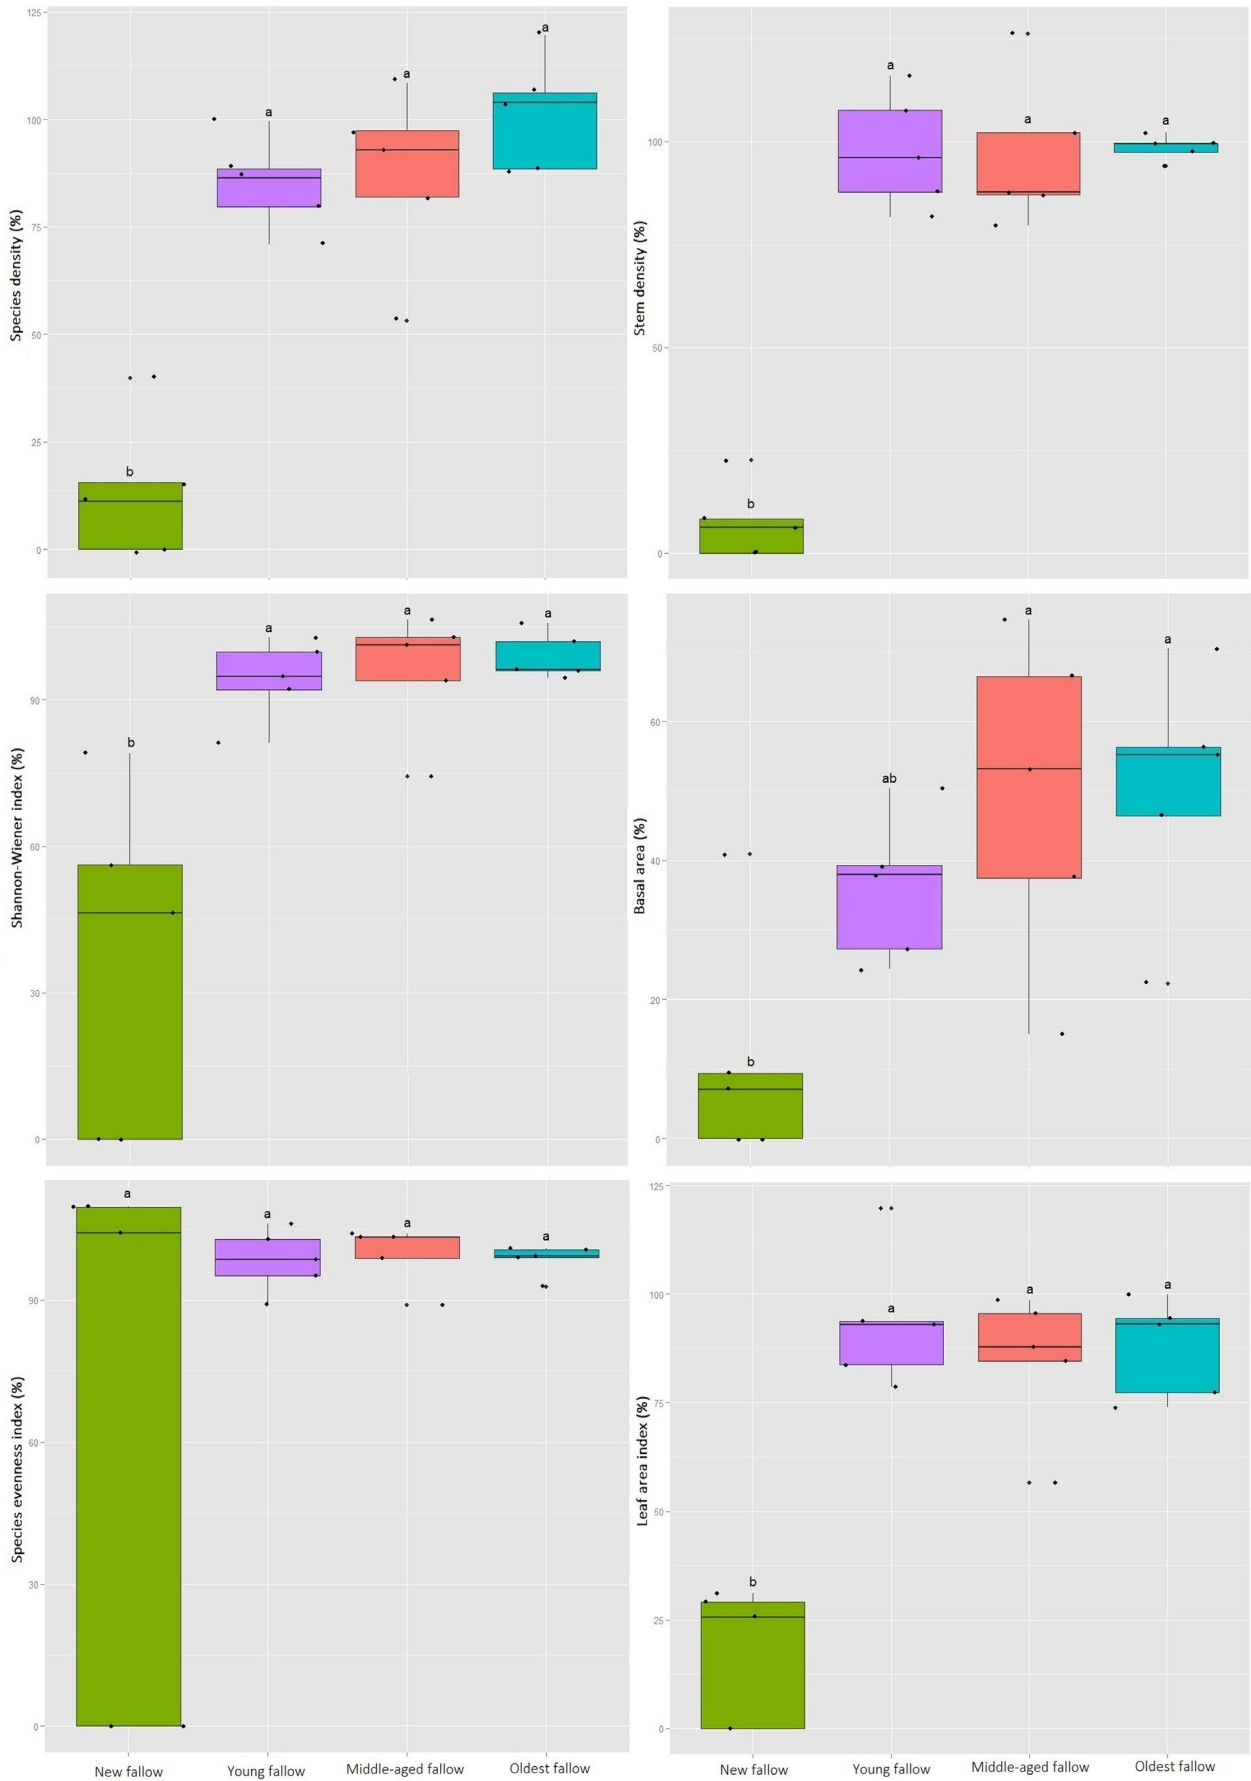 Species density (%)
125
100
75
50
25
0
a
a
a
b
Stem density (%)
100
50
0
a
a
a
b
Shannon-Wiener index (%)
90
60
30
0
a
a
a
b
Basal area (%)
60
40
20
0
a
a
ab
b
Species evenness index (%)
90
60
30
0
a
a
a
a
New fallow
Young fallow
Middle-aged fallow
Oldest fallow
Leaf area index (%)
125
100
75
50
25
0
a
a
a
b
New fallow
Young fallow
Middle-aged fallow
Oldest fallow